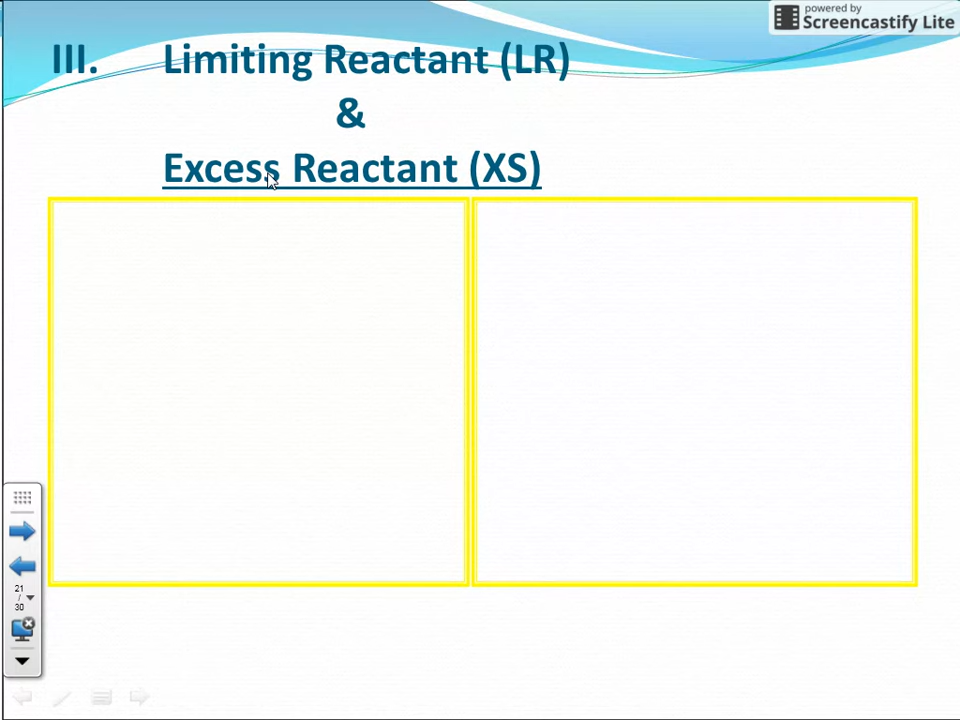 powered by
Screencastify Lite
III. Limiting Reactant (LR)
&
Excess Reactant (XS)
21
/
30